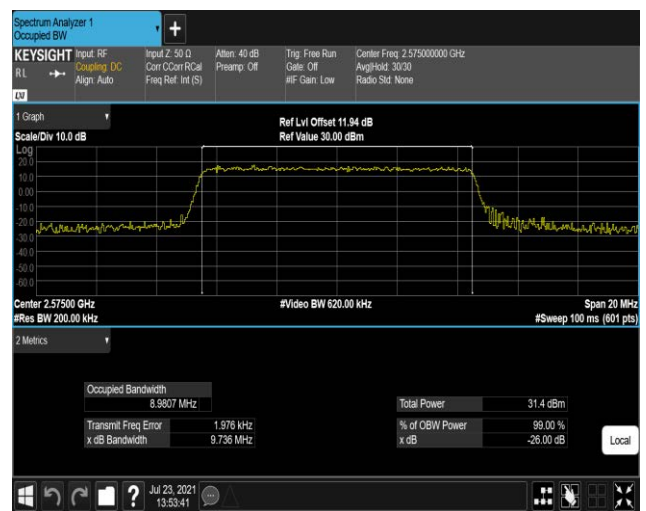 Spectrum Analyzer 1
Occupied BW
+
KEYSIGHT
RL
LXI
Input: RF
Coupling: DC
Align: Auto
Input Z: 50 Ω
Corr CCorr RCal
Freq Ref: Int (S)
Atten: 40 dB
Preamp: Off
Trig: Free Run
Gate: Off
#IF Gain: Low
Center Freq: 2.575000000 GHz
Avg|Hold: 30/30
Radio Std: None
1 Graph
Scale/Div 10.0 dB
Ref Lvl Offset 11.94 dB
Ref Value 30.00 dBm
Log
20.0
10.0
0.00
-10.0
-20.0
-30.0
-40.0
-50.0
-60.0
Center 2.57500 GHz
#Res BW 200.00 kHz
#Video BW 620.00 kHz
Span 20 MHz
#Sweep 100 ms (601 pts)
2 Metrics
Occupied Bandwidth
8.9807 MHz
Transmit Freq Error 1.976 kHz
x dB Bandwidth 9.736 MHz
Total Power 31.4 dBm
% of OBW Power 99.00 %
x dB -26.00 dB
Local
?
Jul 23, 2021
13:53:41